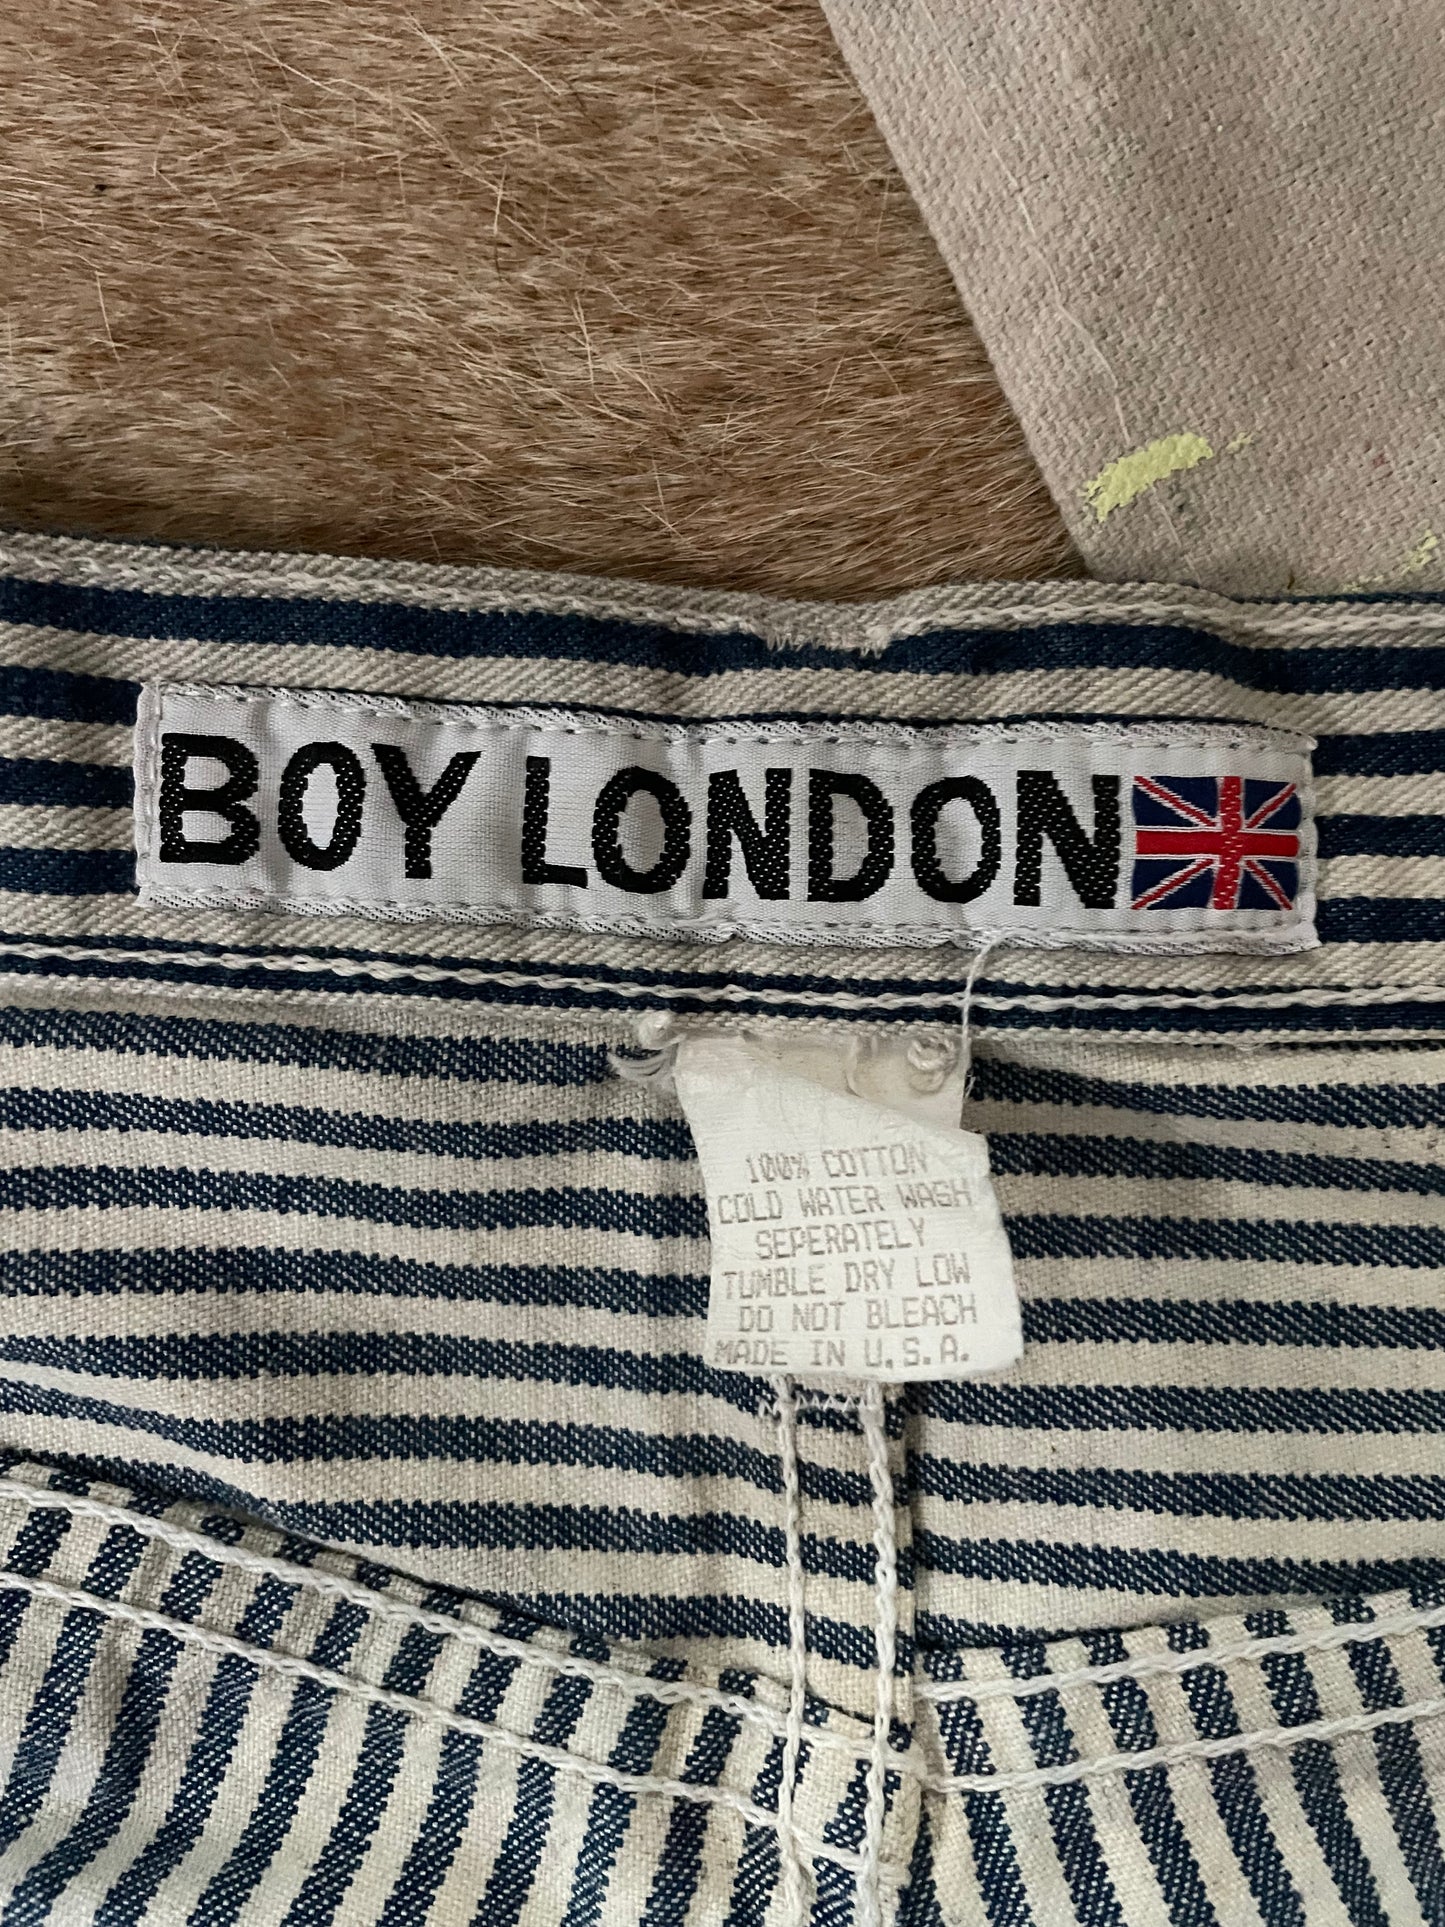 BOY LONDON
100% COTTON
COLD WATER WASH
SEPERATELY
TUMBLE DRY LOW
DO NOT BLEACH
MADE IN U.S.A.